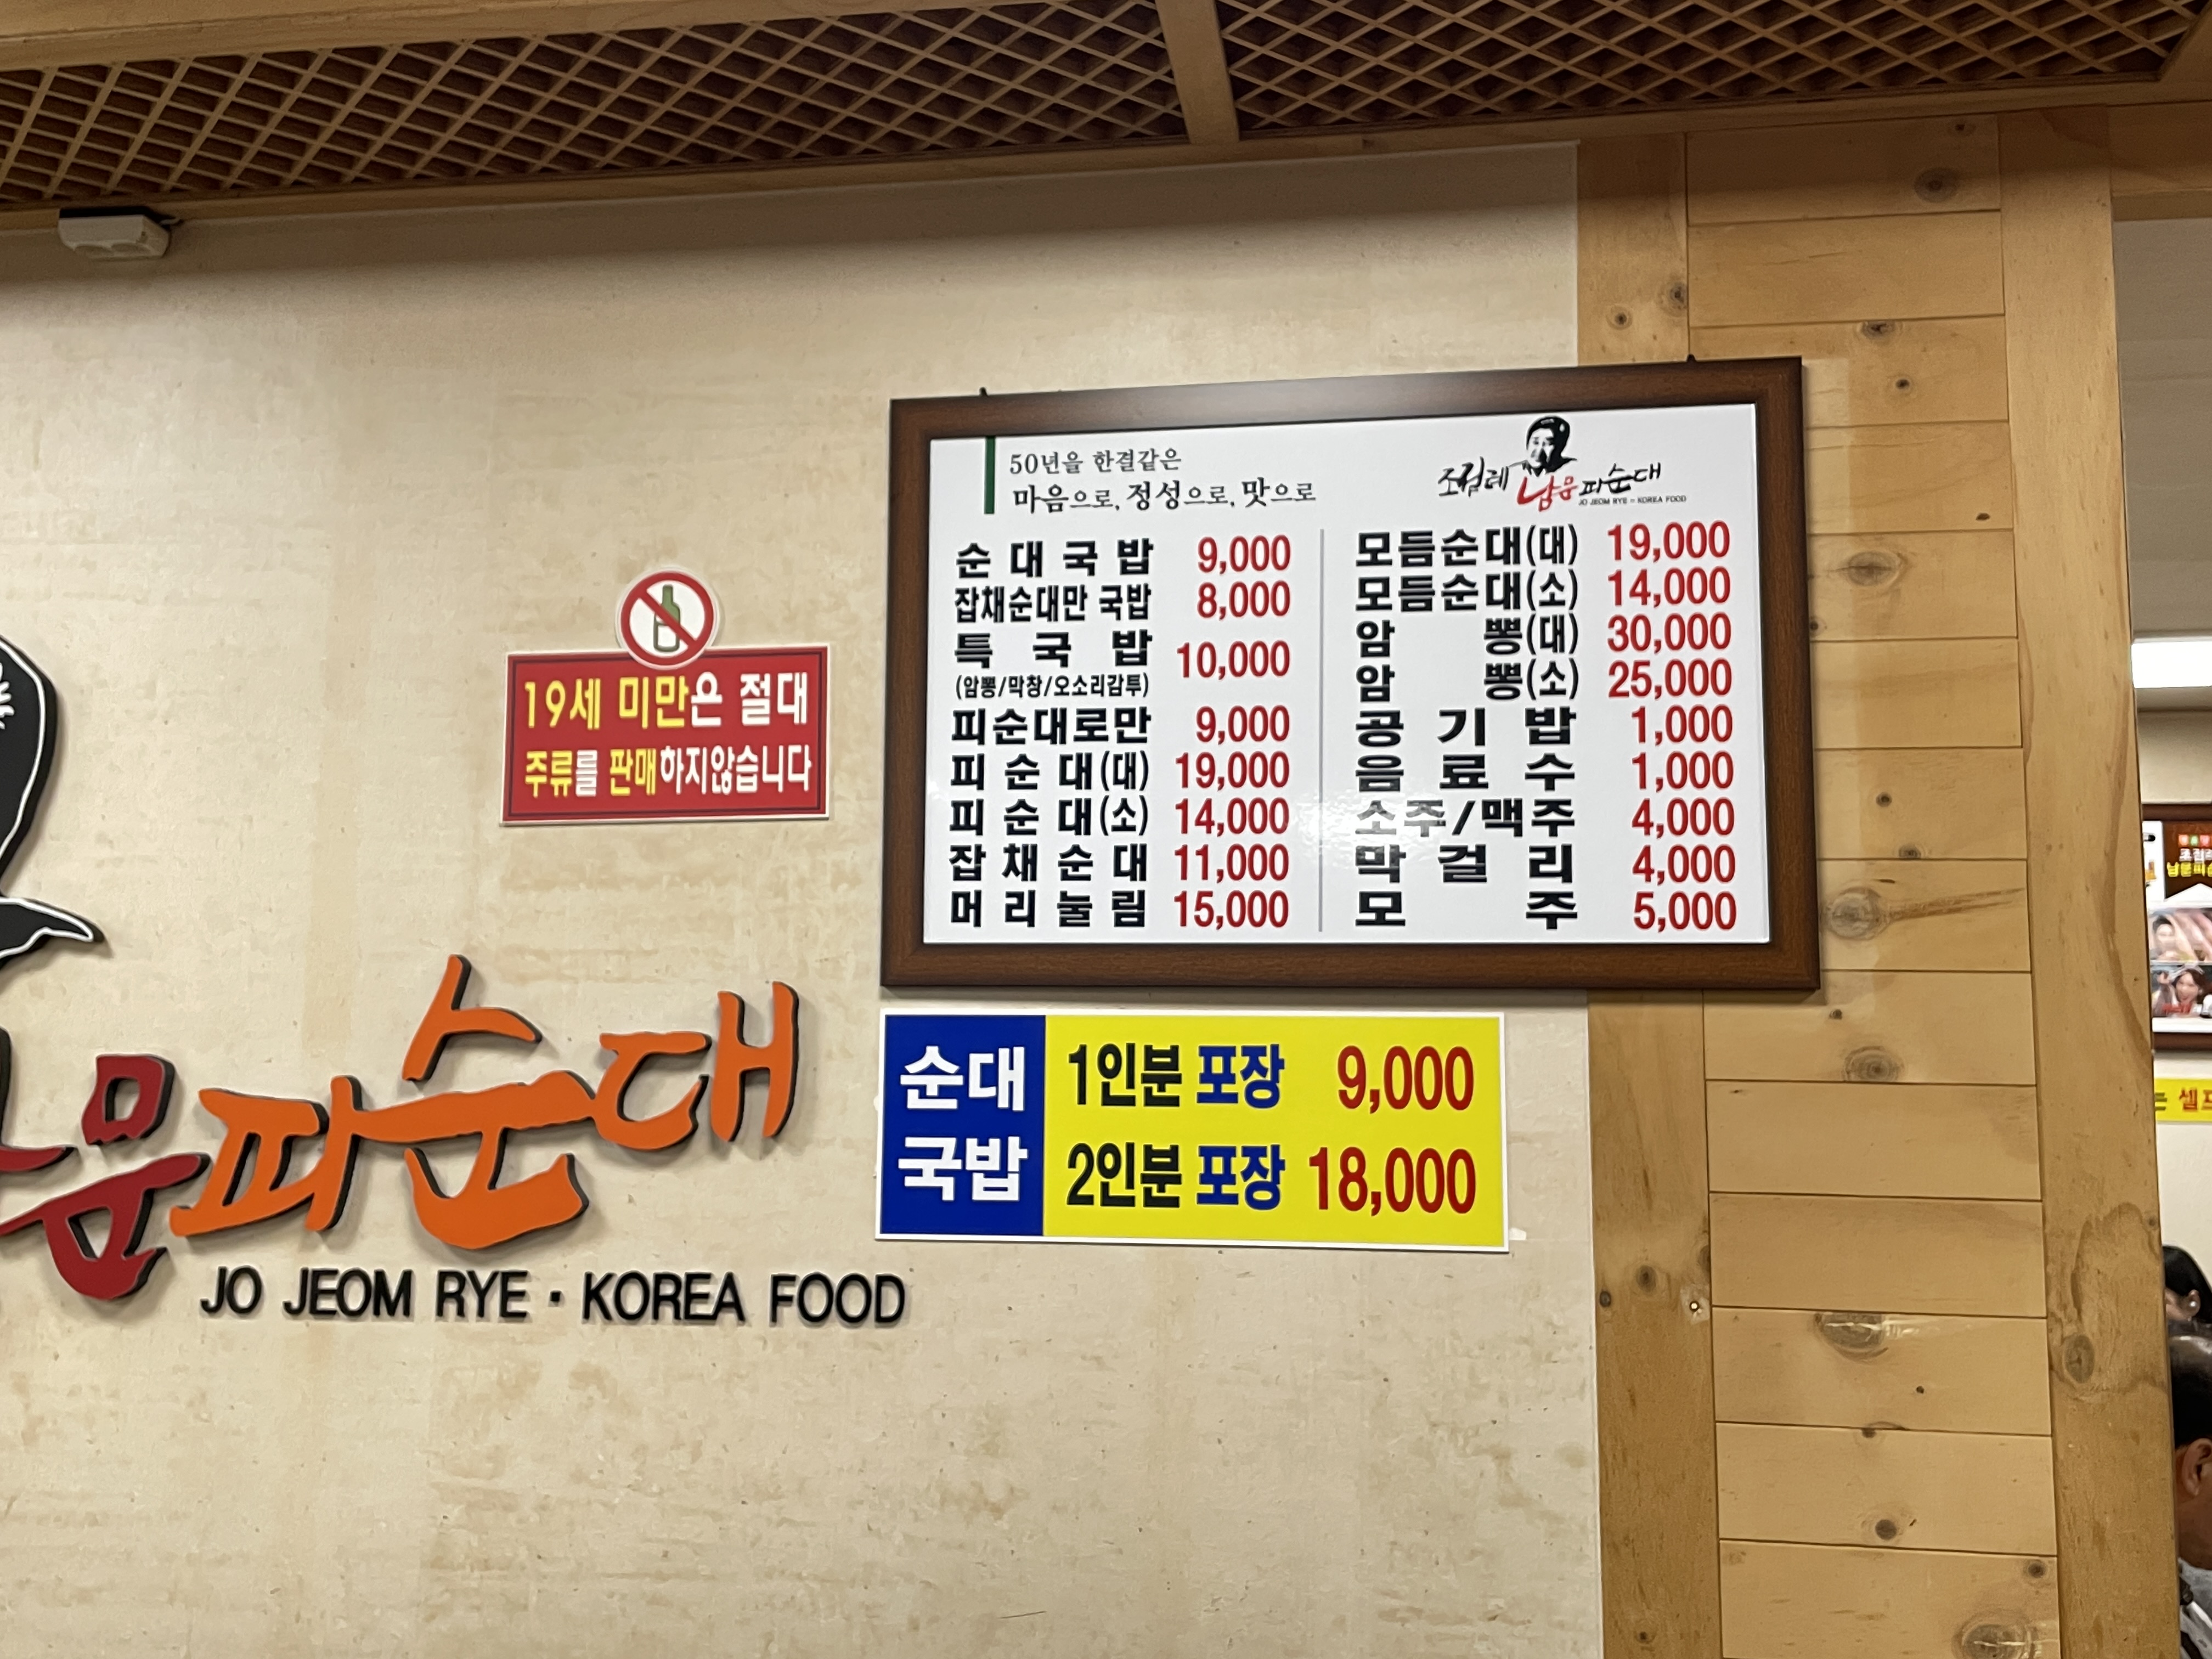 50년을 한결같은
마음으로, 정성으로, 맛으로
조점례 남문피순대
JO JEOM RYE - KOREA FOOD
순대국밥 9,000
잡채순대만 국밥 8,000
특국밥 10,000
(암뽕/막창/오소리감투)
피순대로만 9,000
피순대(대) 19,000
피순대(소) 14,000
잡채순대 11,000
머리눌림 15,000
모듬순대(대) 19,000
모듬순대(소) 14,000
암뽕(대) 30,000
암뽕(소) 25,000
공기밥 1,000
음료수 1,000
소주/맥주 4,000
막걸리 4,000
모주 5,000
19세 미만은 절대
주류를 판매하지않습니다
순대
국밥
1인분 포장 9,000
2인분 포장 18,000
피순대
JO JEOM RYE · KOREA FOOD